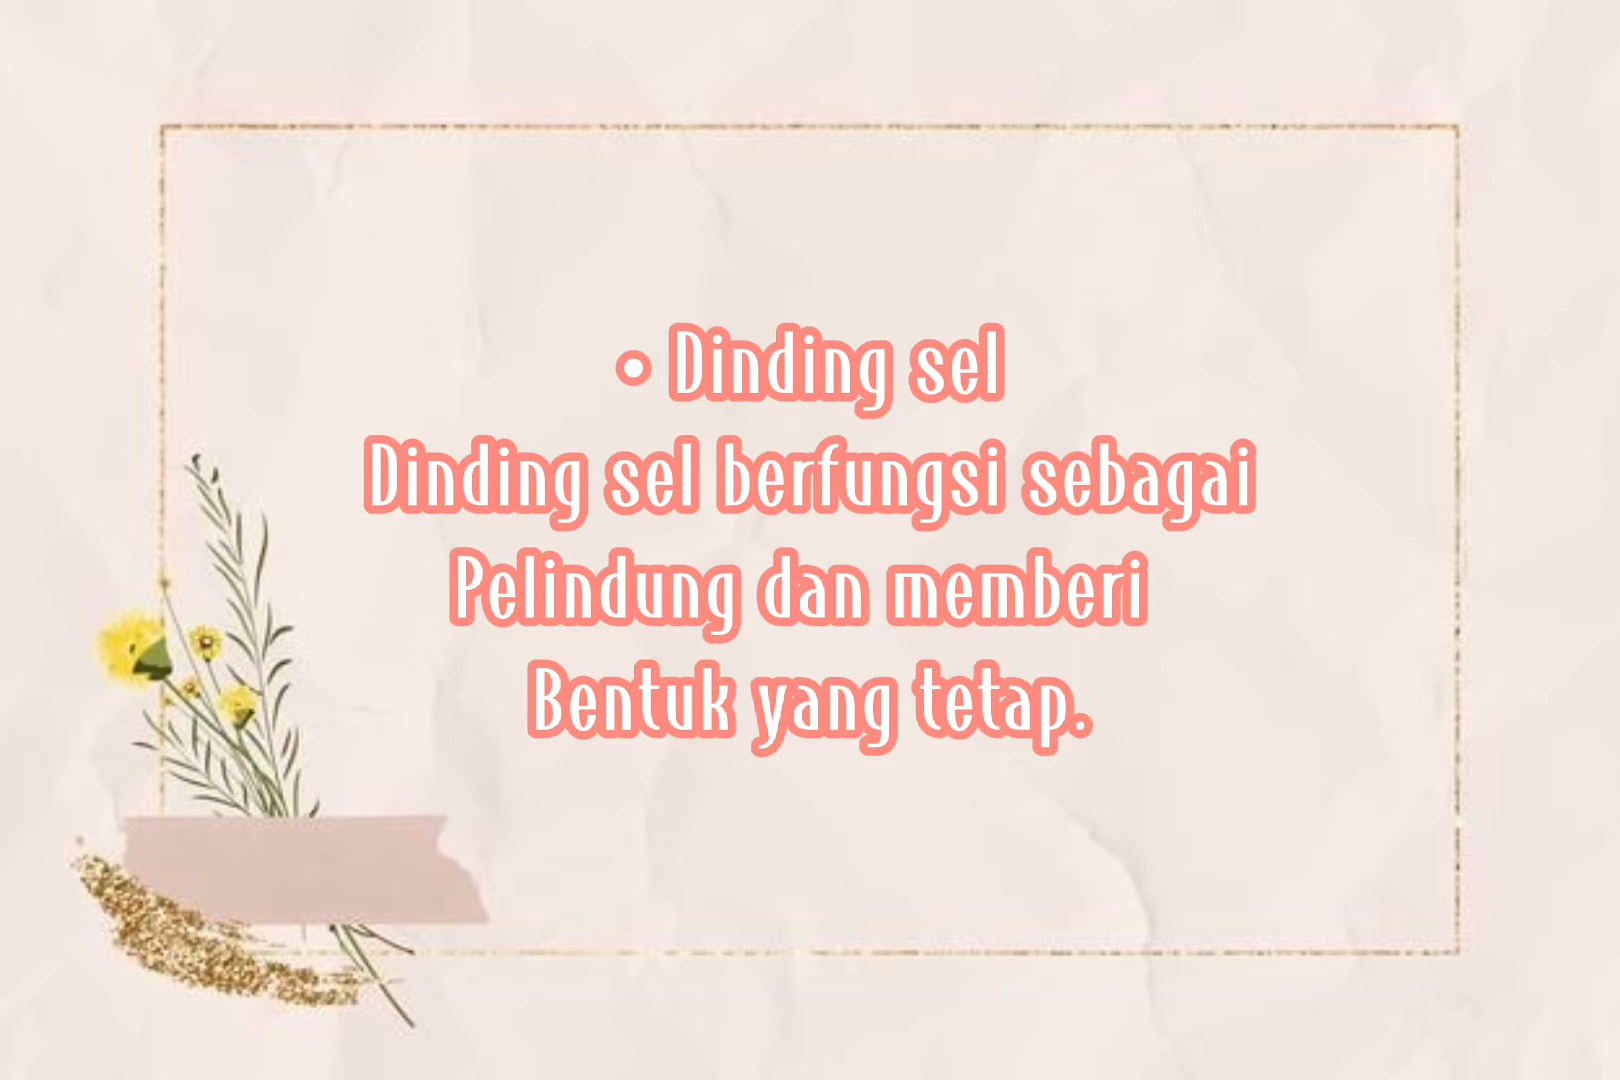 • Dinding sel
Dinding sel berfungsi sebagai
Pelindung dan memberi
Bentuk yang tetap.